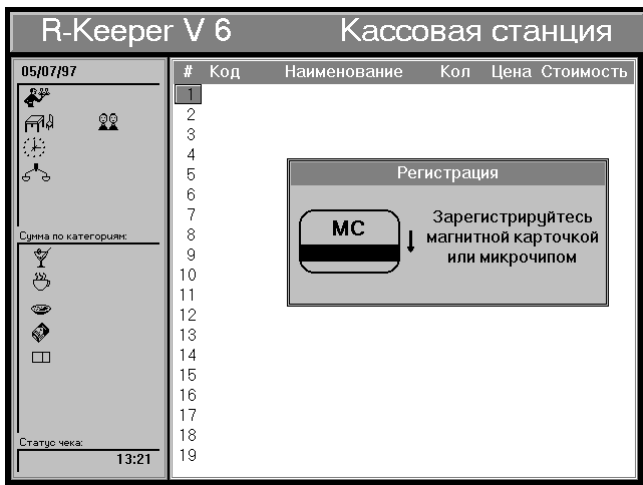 R-Keeper V 6 Кассовая станция
05/07/97
# Код Наименование Кол Цена Стоимость
1
2
3
4
5
6
7
8
9
10
11
12
13
14
15
16
17
18
19
Регистрация
MC
Зарегистрируйтесь
магнитной карточкой
или микрочипом
Сумма по категориям:
Статус чека:
13:21